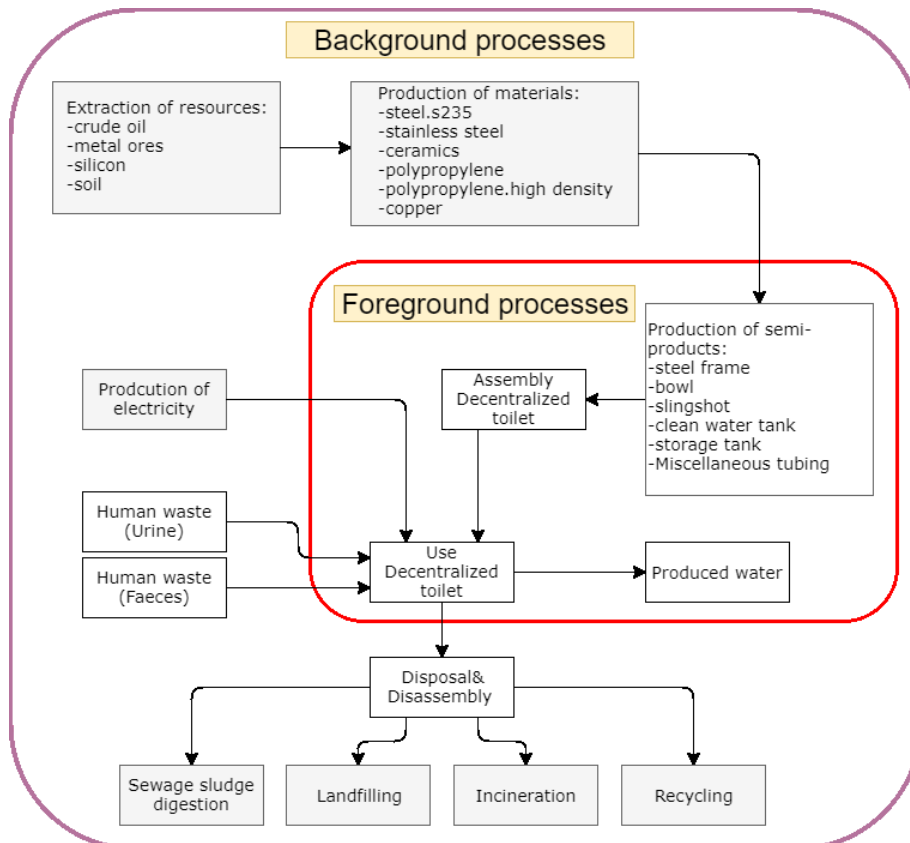 Background processes
Extraction of resources:
-crude oil
-metal ores
-silicon
-soil
Production of materials:
-steel.s235
-stainless steel
-ceramics
-polypropylene
-polypropylene.high density
-copper
Foreground processes
Production of semi-
products:
-steel frame
-bowl
-slingshot
-clean water tank
-storage tank
-Miscellaneous tubing
Assembly
Decentralized
toilet
Prodcution of
electricity
Human waste
(Urine)
Human waste
(Faeces)
Use
Decentralized
toilet
Produced water
Disposal&
Disassembly
Sewage sludge
digestion
Landfilling
Incineration
Recycling